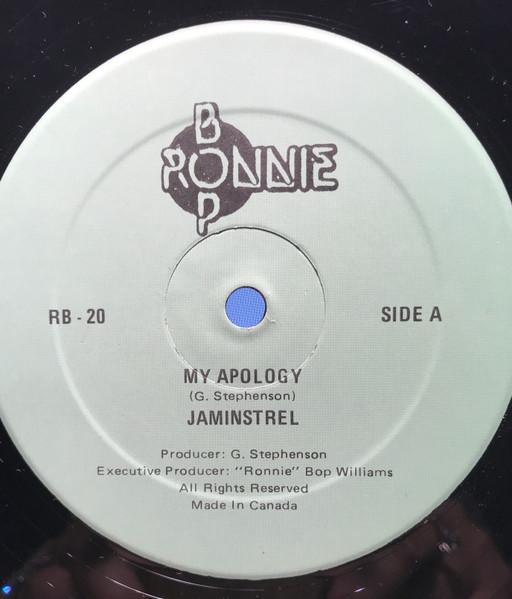 RONNIE
BOP
RB - 20
SIDE A
MY APOLOGY
(G. Stephenson)
JAMINSTREL
Producer: G. Stephenson
Executive Producer: "Ronnie" Bop Williams
All Rights Reserved
Made In Canada